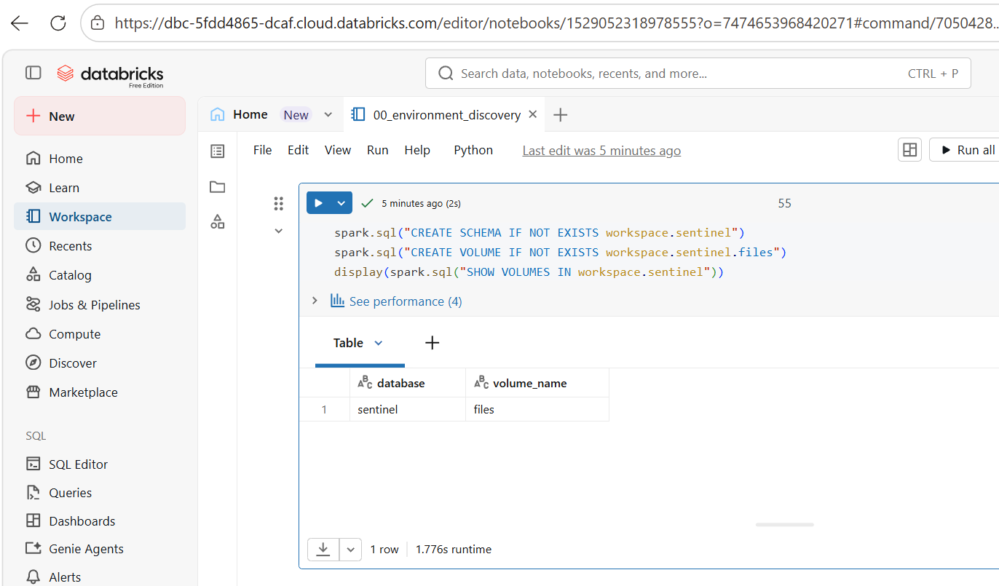 https://dbc-5fdd4865-dcaf.cloud.databricks.com/editor/notebooks/1529052318978555?o=7474653968420271#command/7050428...
databricks
Free Edition
Search data, notebooks, recents, and more...
CTRL + P
New
Home
New
00_environment_discovery
File
Edit
View
Run
Help
Python
Last edit was 5 minutes ago
Run all
Home
Learn
Workspace
Recents
Catalog
Jobs & Pipelines
Compute
Discover
Marketplace
SQL
SQL Editor
Queries
Dashboards
Genie Agents
Alerts
5 minutes ago (2s)
55
spark.sql("CREATE SCHEMA IF NOT EXISTS workspace.sentinel")
spark.sql("CREATE VOLUME IF NOT EXISTS workspace.sentinel.files")
display(spark.sql("SHOW VOLUMES IN workspace.sentinel"))
See performance (4)
Table
database
volume_name
1
sentinel
files
1 row
1.776s runtime